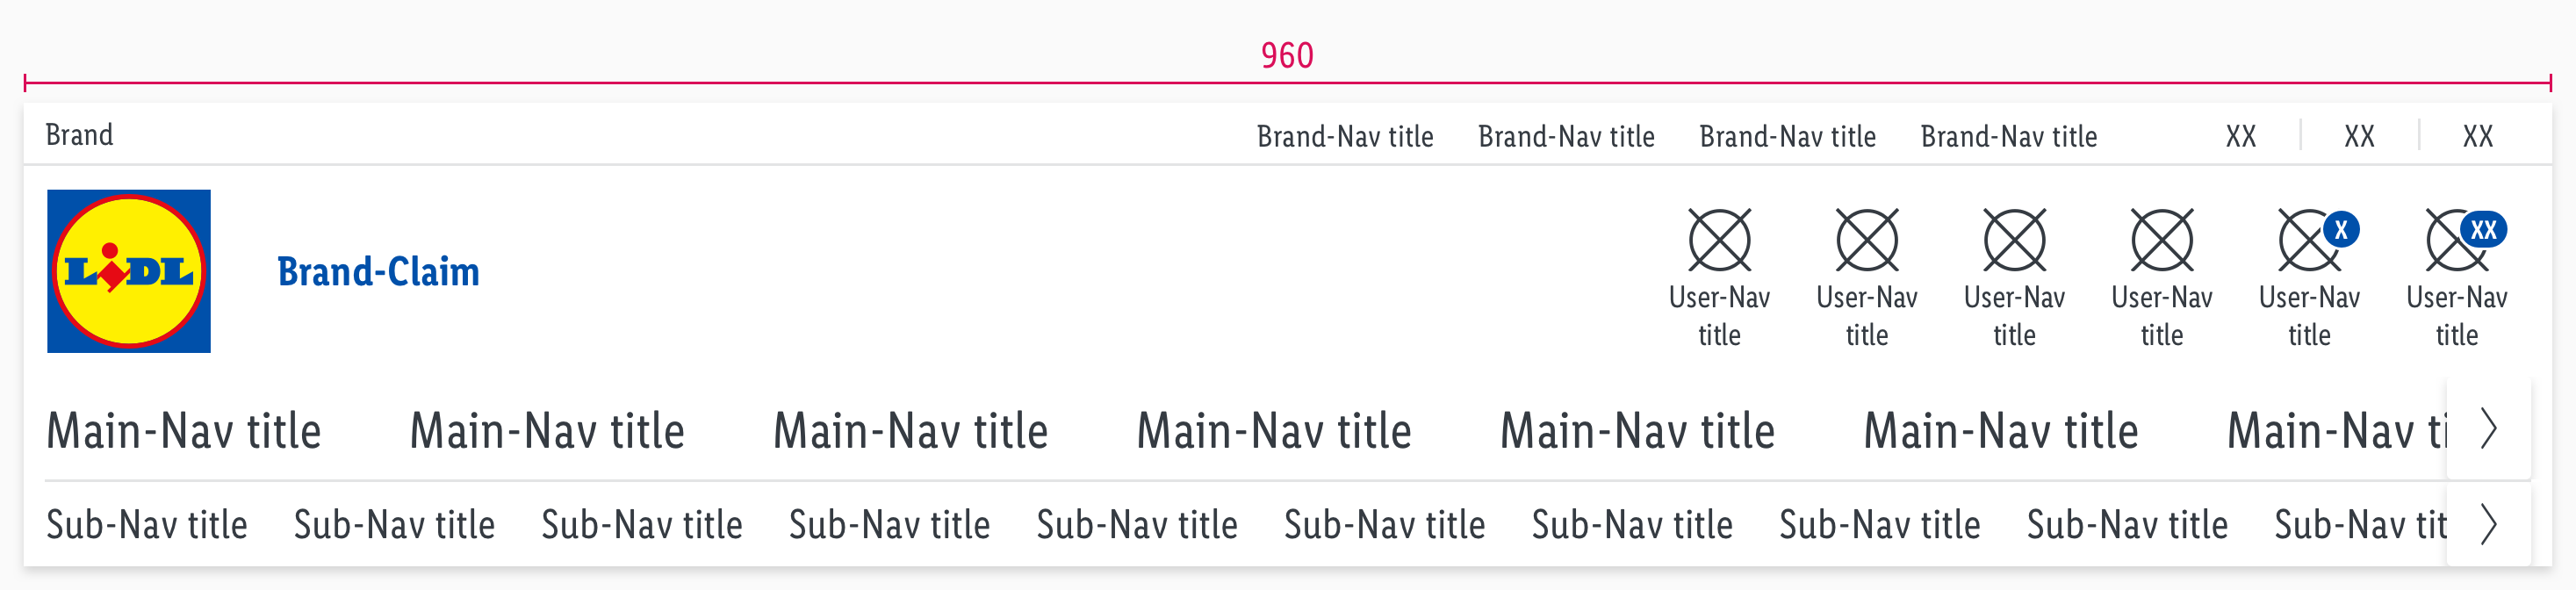 960
Brand Brand-Nav title Brand-Nav title Brand-Nav title Brand-Nav title XX XX XX
LIDL Brand-Claim
X XX
User-Nav User-Nav User-Nav User-Nav User-Nav User-Nav
title title title title title title
Main-Nav title Main-Nav title Main-Nav title Main-Nav title Main-Nav title Main-Nav title Main-Nav ti
Sub-Nav title Sub-Nav title Sub-Nav title Sub-Nav title Sub-Nav title Sub-Nav title Sub-Nav title Sub-Nav title Sub-Nav title Sub-Nav tit